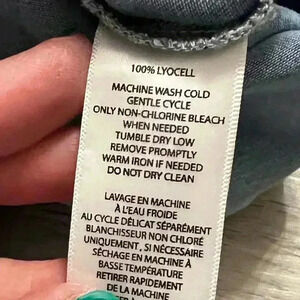 100% LYOCELL
MACHINE WASH COLD
GENTLE CYCLE
ONLY NON-CHLORINE BLEACH
WHEN NEEDED
TUMBLE DRY LOW
REMOVE PROMPTLY
WARM IRON IF NEEDED
DO NOT DRY CLEAN
LAVAGE EN MACHINE
À L'EAU FROIDE
AU CYCLE DÉLICAT SÉPARÉMENT
BLANCHISSEUR NON CHLORÉ
UNIQUEMENT, SI NÉCESSAIRE
SÉCHAGE EN MACHINE À
BASSE TEMPÉRATURE
RETIRER RAPIDEMENT
DE LA MACHINE